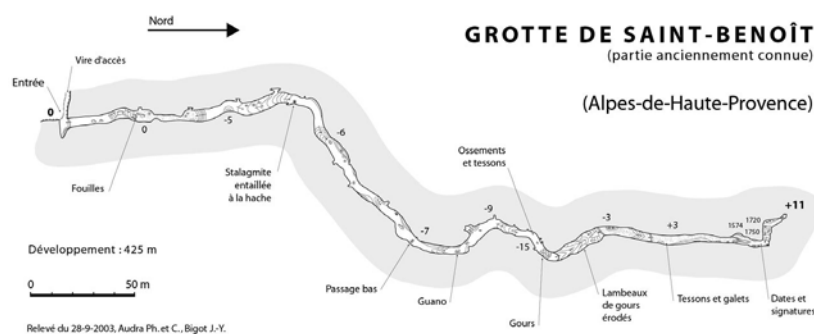 Nord
GROTTE DE SAINT-BENOÎT
(partie anciennement connue)
(Alpes-de-Haute-Provence)
Vire d'accès
Entrée
0
0
-5
Fouilles
Stalagmite
entaillée
à la hache
-6
-7
Passage bas
-9
Guano
Ossements
et tessons
-15
Gours
-3
Lambeaux
de gours
érodés
+3
Tessons et galets
1574
1720
1750
+11
Dates et
signatures
Développement : 425 m
0
50 m
Relevé du 28-9-2003, Audra Ph. et C., Bigot J.-Y.